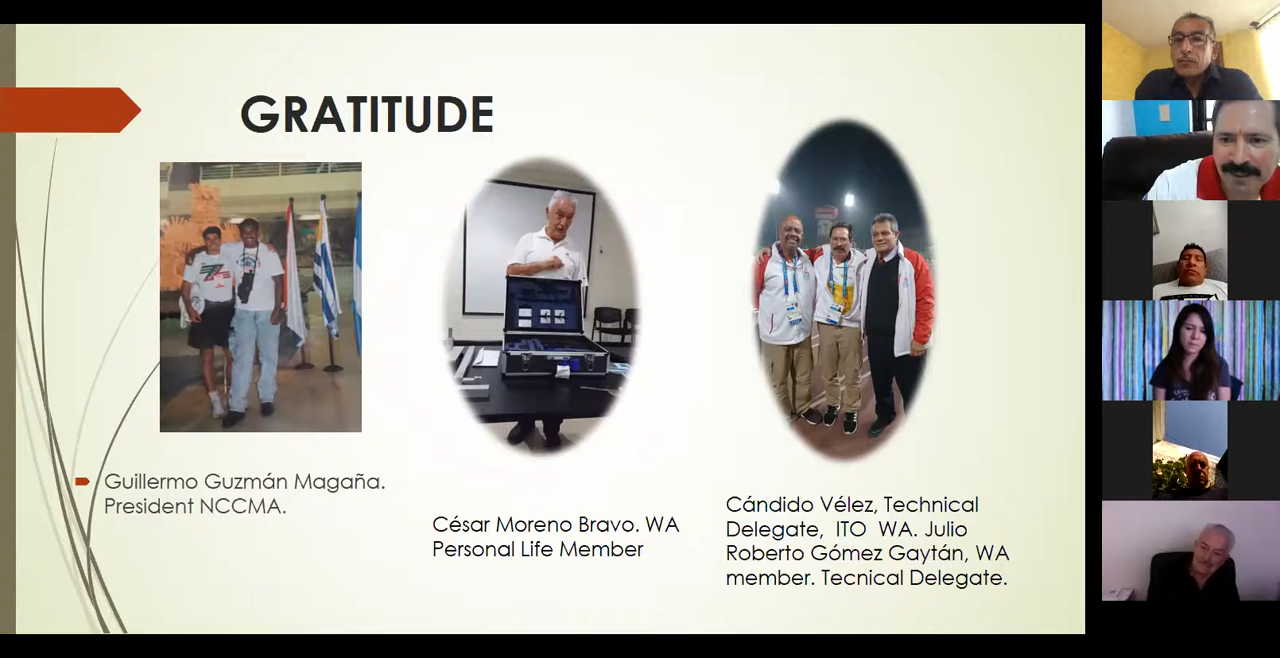 GRATITUDE
Guillermo Guzmán Magaña.
President NCCMA.
César Moreno Bravo. WA
Personal Life Member
Cándido Vélez, Technical
Delegate, ITO WA. Julio
Roberto Gómez Gaytán, WA
member. Tecnical Delegate.